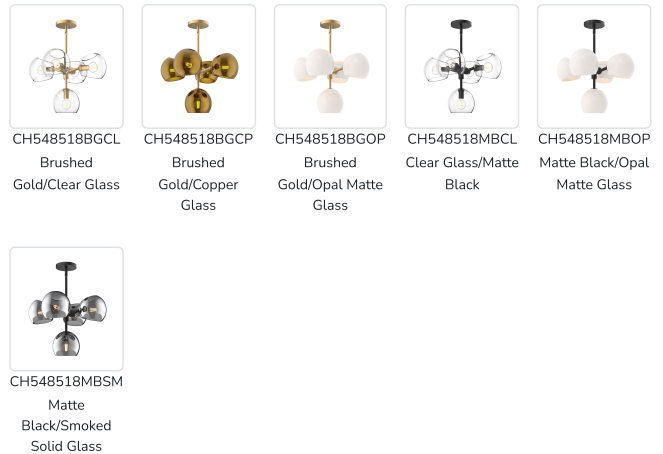 CH548518BGCL
Brushed
Gold/Clear Glass
CH548518BGCP
Brushed
Gold/Copper
Glass
CH548518BGOP
Brushed
Gold/Opal Matte
Glass
CH548518MBCL
Clear Glass/Matte
Black
CH548518MBOP
Matte Black/Opal
Matte Glass
CH548518MBSM
Matte
Black/Smoked
Solid Glass